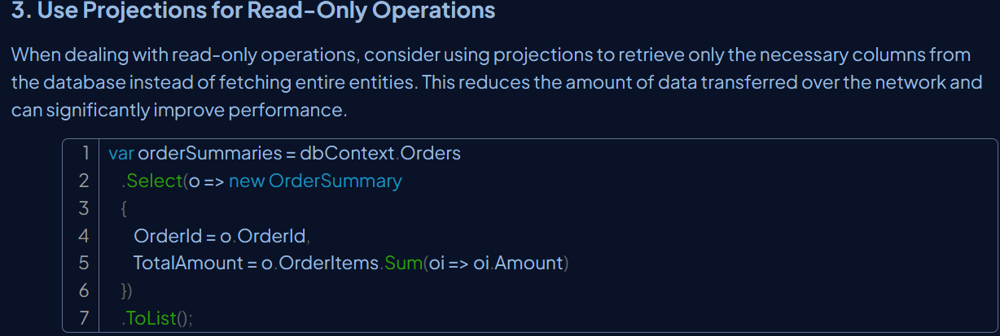 3. Use Projections for Read-Only Operations
When dealing with read-only operations, consider using projections to retrieve only the necessary columns from
the database instead of fetching entire entities. This reduces the amount of data transferred over the network and
can significantly improve performance.
1 var orderSummaries = dbContext.Orders
2 .Select(o => new OrderSummary
3 {
4 OrderId = o.OrderId,
5 TotalAmount = o.OrderItems.Sum(oi => oi.Amount)
6 })
7 .ToList();